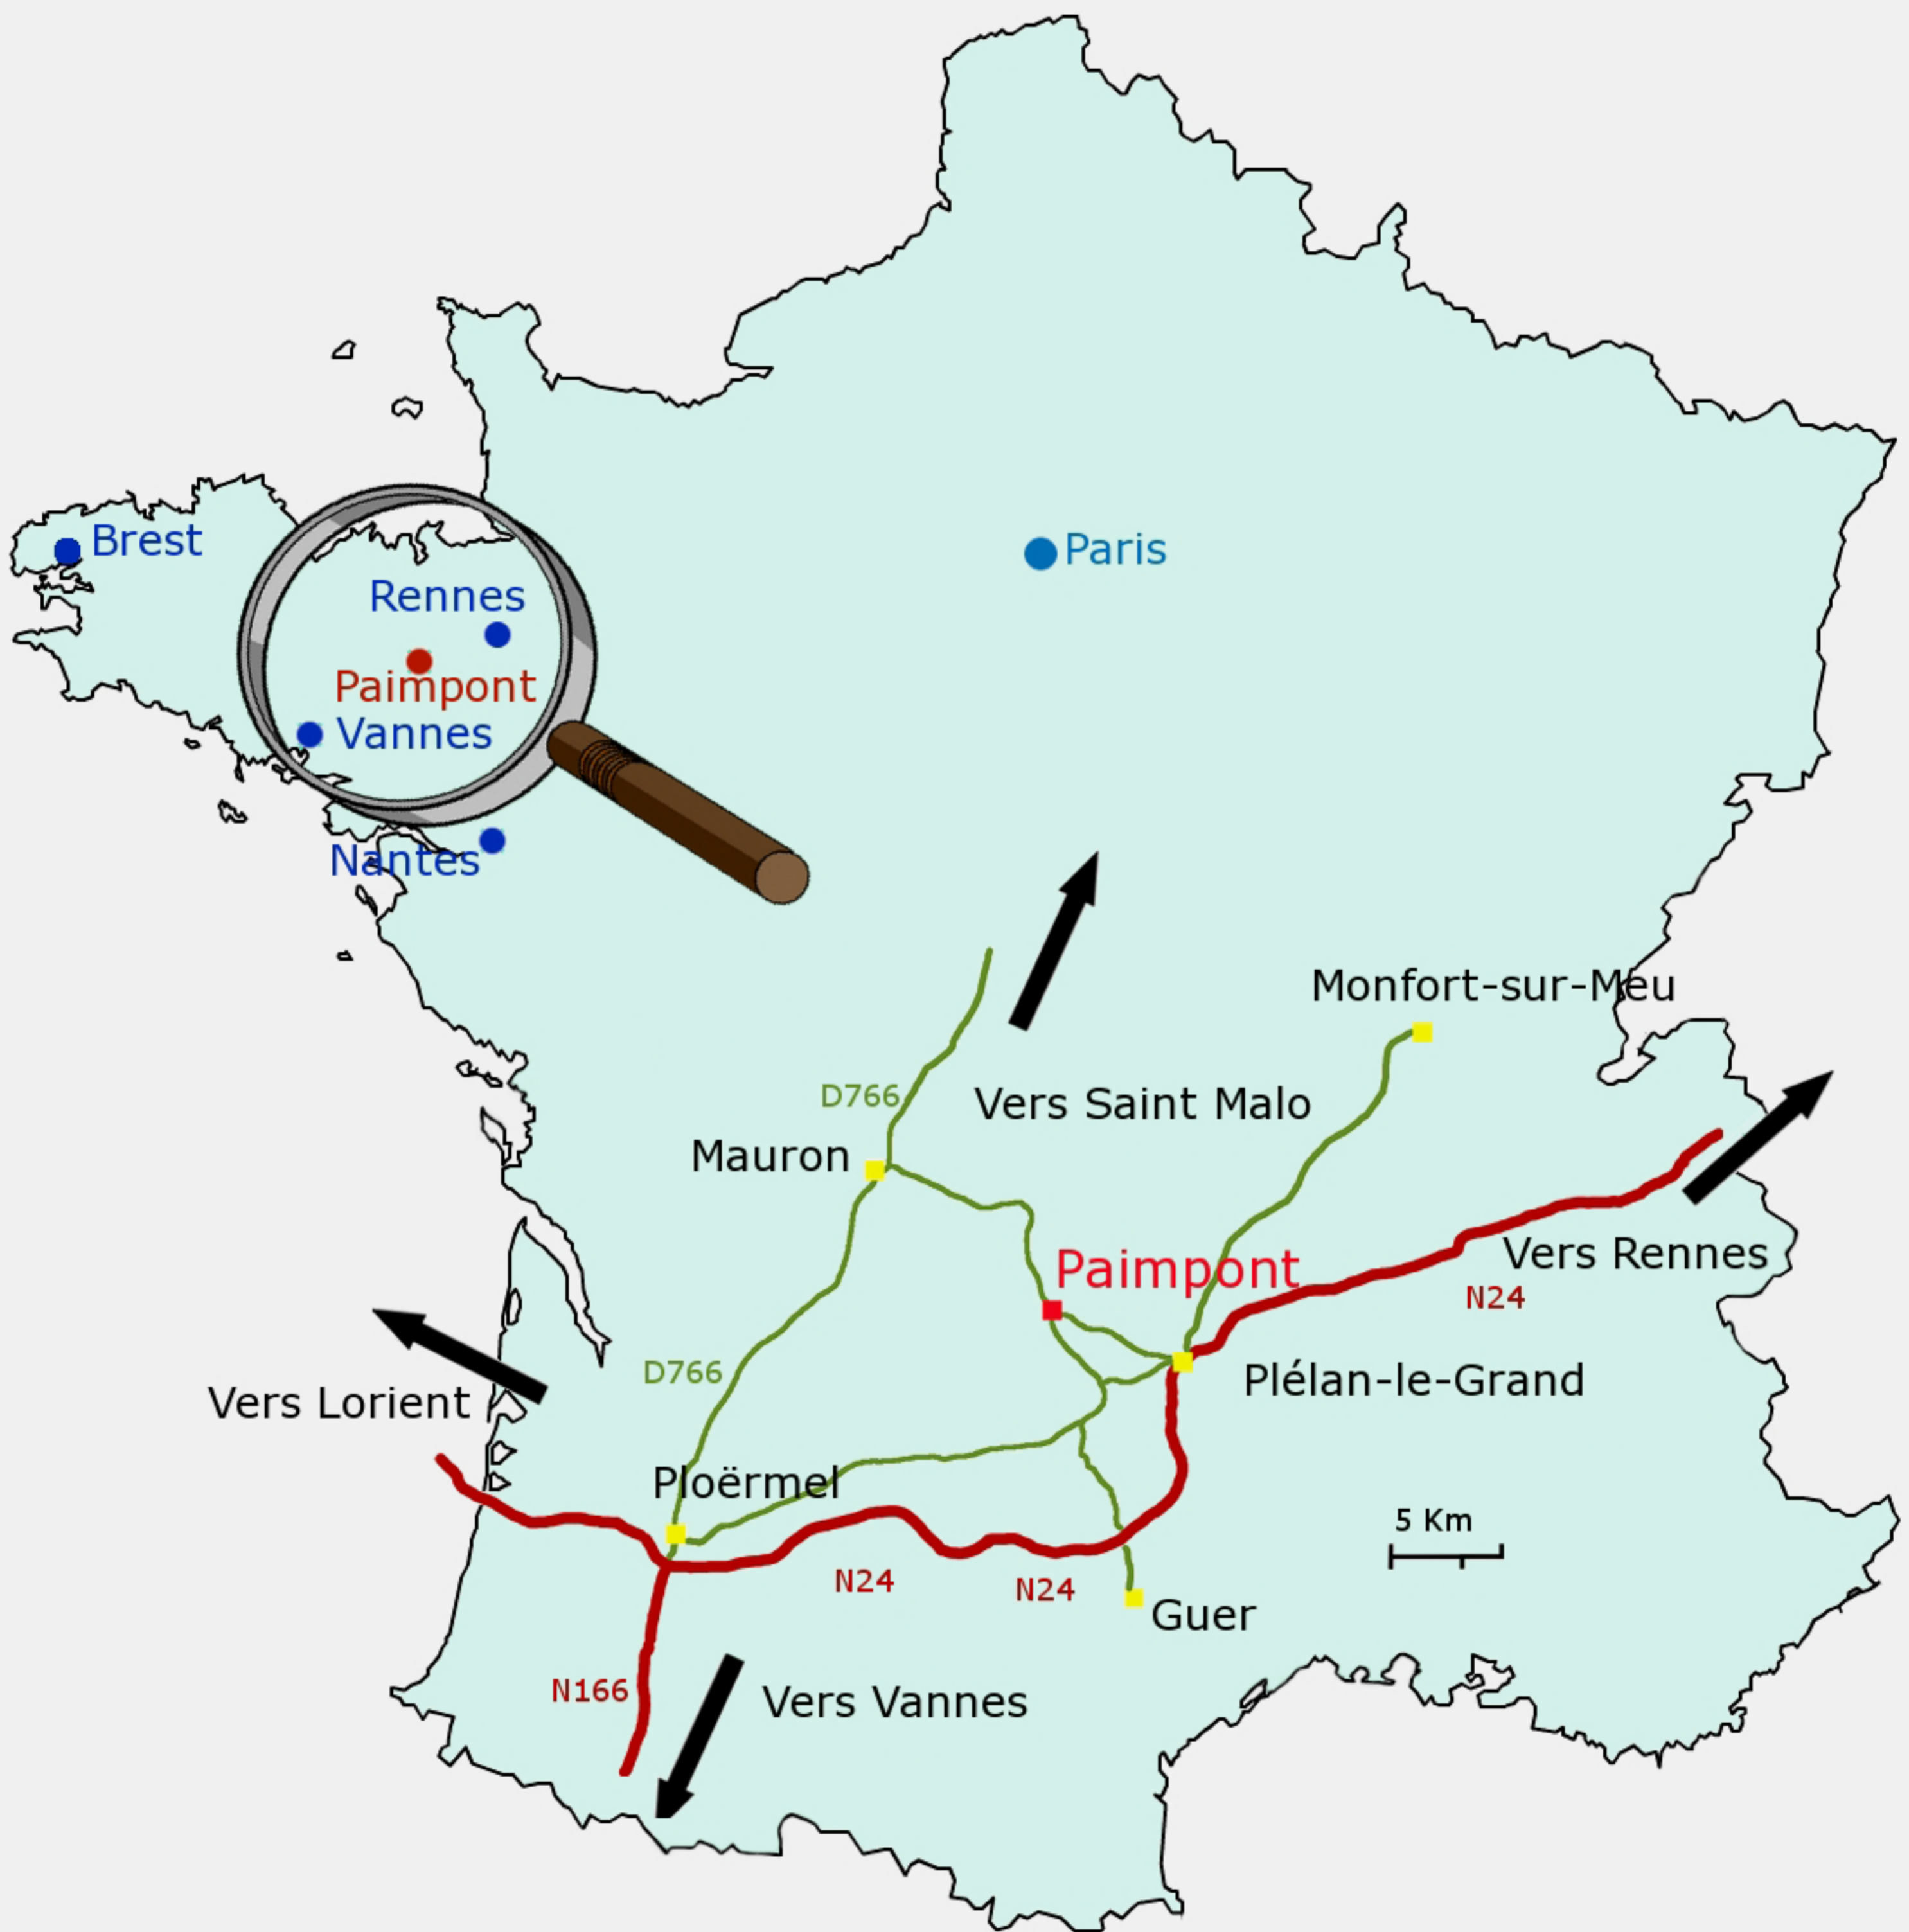 Brest
Paris
Rennes
Paimpont
Vannes
Nantes
Monfort-sur-Meu
D766
Vers Saint Malo
Mauron
Vers Rennes
Paimpont
N24
D766
Plélan-le-Grand
Vers Lorient
Ploërmel
5 Km
N24
N24
Guer
N166
Vers Vannes